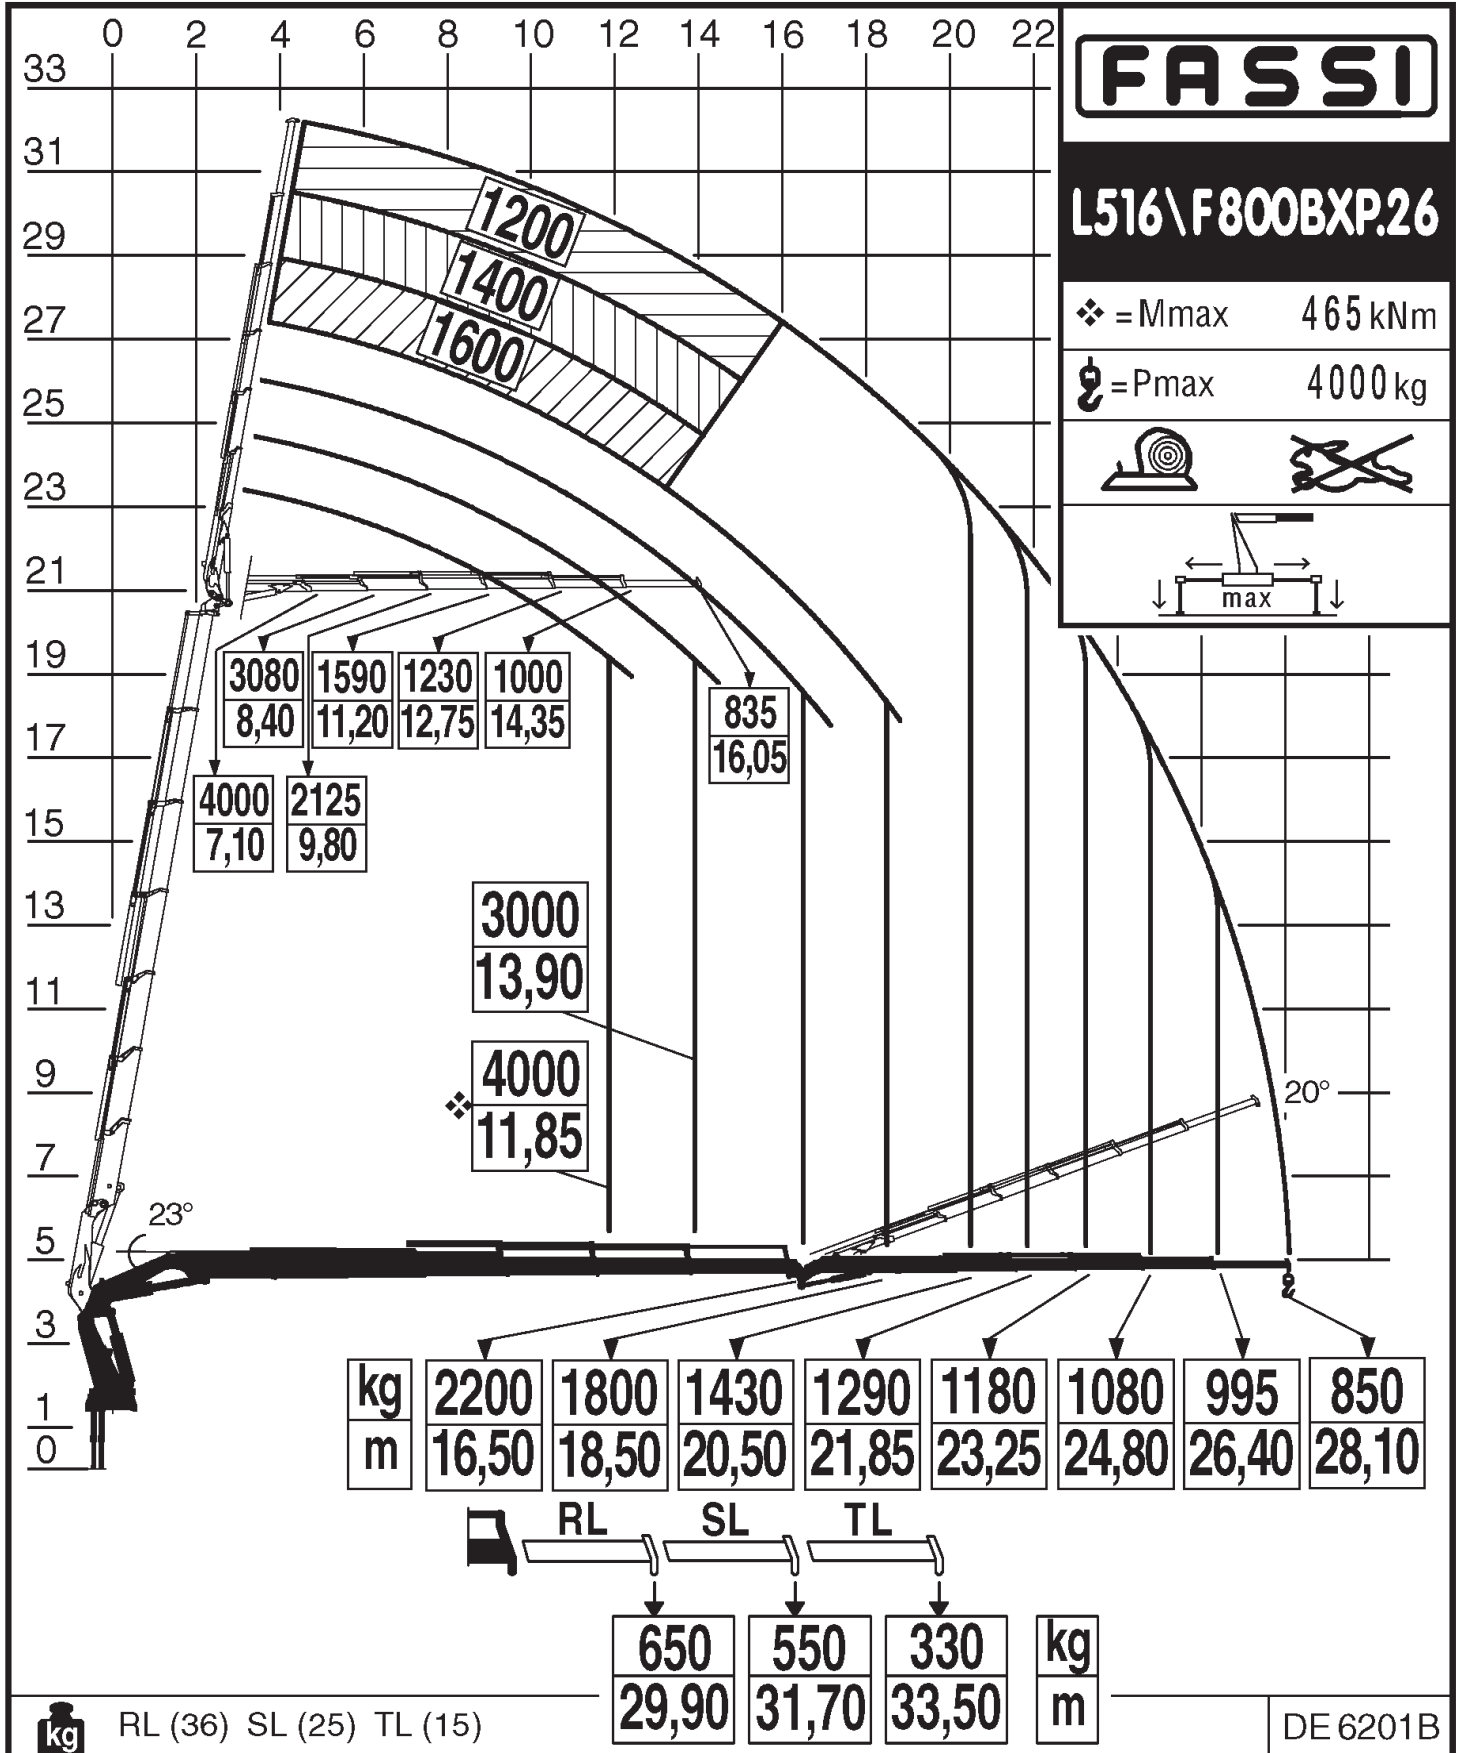 0 2 4 6 8 10 12 14 16 18 20 22
FASSI
33
31
L516\F800BXP.26
29
1200
1400
27
= Mmax 465 kNm
1600
= Pmax 4000 kg
25
23
21
max
19
3080 1590 1230 1000
8,40 11,20 12,75 14,35
835
16,05
17
4000 2125
7,10 9,80
15
13
3000
13,90
11
9
4000
11,85
20°
7
23°
5
3
kg 2200 1800 1430 1290 1180 1080 995 850
m 16,50 18,50 20,50 21,85 23,25 24,80 26,40 28,10
1
0
RL SL TL
650 550 330 kg
29,90 31,70 33,50 m
kg RL (36) SL (25) TL (15)
DE 6201B